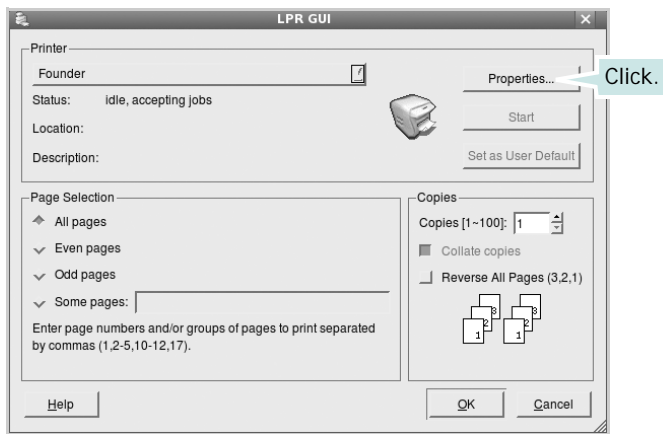 LPR GUI
Printer
Founder
Properties...
Click.
Status: idle, accepting jobs
Location:
Start
Description:
Set as User Default
Page Selection
All pages
Even pages
Odd pages
Some pages:
Enter page numbers and/or groups of pages to print separated
by commas (1,2-5,10-12,17).
Copies
Copies [1~100]: 1
Collate copies
Reverse All Pages (3,2,1)
3 3
2 2
1 1
Help
OK
Cancel